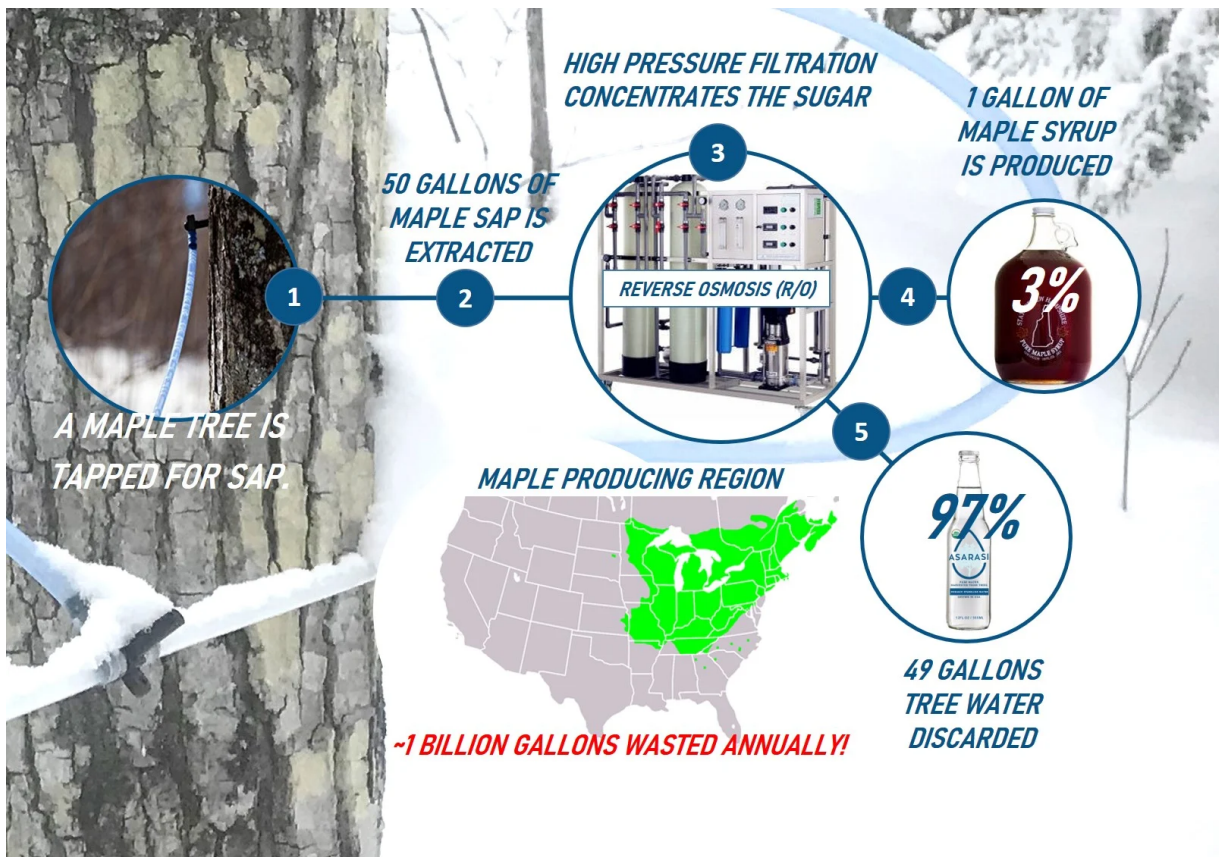 HIGH PRESSURE FILTRATION
CONCENTRATES THE SUGAR
1 GALLON OF
MAPLE SYRUP
IS PRODUCED
3
50 GALLONS OF
MAPLE SAP IS
EXTRACTED
1
2
REVERSE OSMOSIS (R/O)
4
3%
PURE MAPLE SYRUP
A MAPLE TREE IS
TAPPED FOR SAP.
5
MAPLE PRODUCING REGION
97%
ASARASI
49 GALLONS
TREE WATER
DISCARDED
~1 BILLION GALLONS WASTED ANNUALLY!